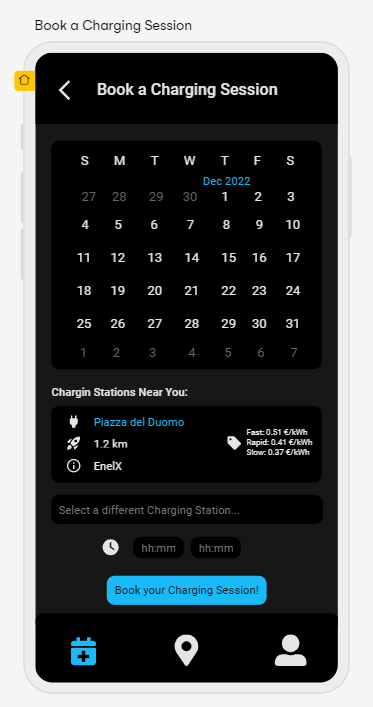 Book a Charging Session
Book a Charging Session
S M T W T F S
Dec 2022
27 28 29 30 1 2 3
4 5 6 7 8 9 10
11 12 13 14 15 16 17
18 19 20 21 22 23 24
25 26 27 28 29 30 31
1 2 3 4 5 6 7
Chargin Stations Near You:
Piazza del Duomo
1.2 km
EnelX
Fast: 0.51 €/kWh
Rapid: 0.41 €/kWh
Slow: 0.37 €/kWh
Select a different Charging Station...
hh:mm hh:mm
Book your Charging Session!